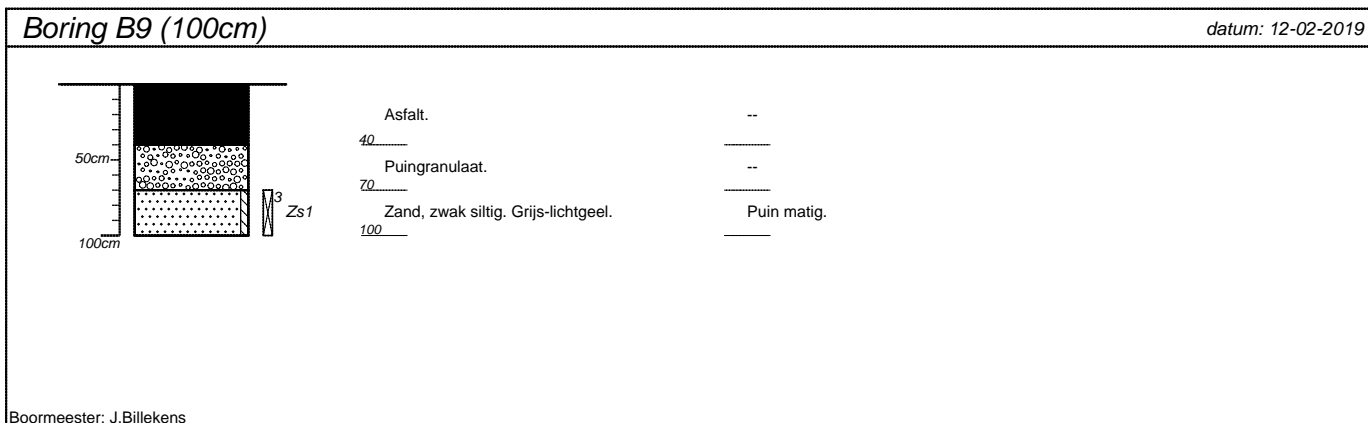 Boring B9 (100cm) datum: 12-02-2019
Asfalt. --
40
50cm
Puingranulaat. --
70
3
Zs1 Zand, zwak siltig. Grijs-lichtgeel. Puin matig.
100
100cm
Boormeester: J.Billekens